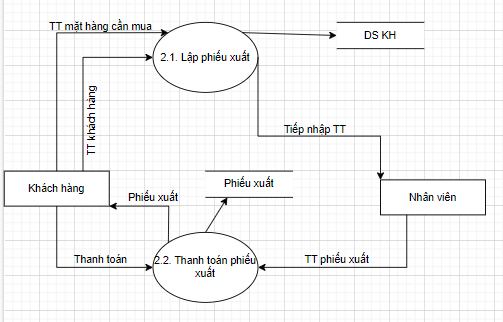 TT mặt hàng cần mua
DS KH
2.1. Lập phiếu xuất
TT khách hàng
Tiếp nhập TT
Khách hàng
Phiếu xuất
Phiếu xuất
Nhân viên
Thanh toán
2.2. Thanh toán phiếu
xuất
TT phiếu xuất